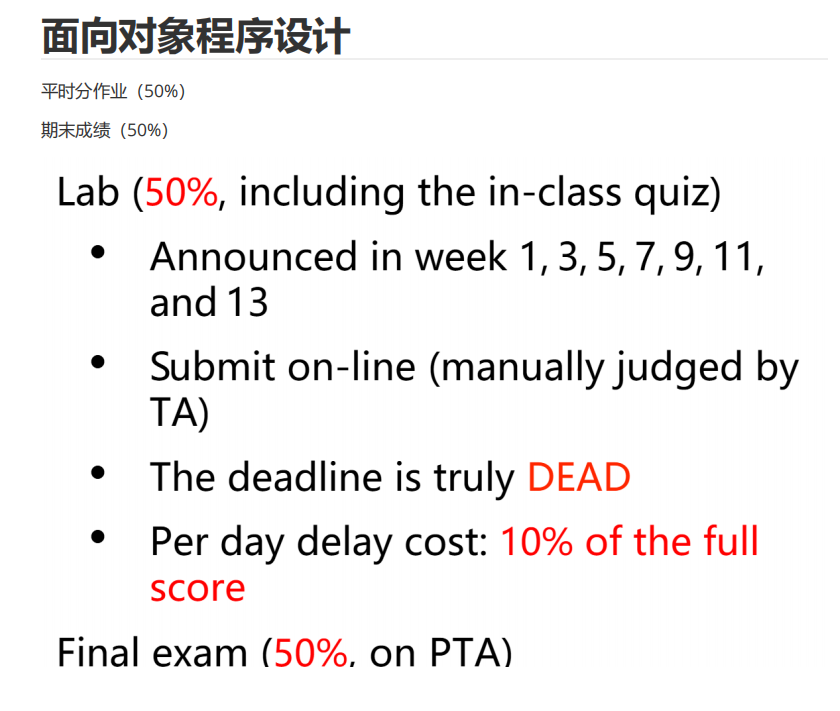 面向对象程序设计
平时分作业（50%）
期末成绩（50%）
Lab (50%, including the in-class quiz)
• Announced in week 1, 3, 5, 7, 9, 11,
and 13
• Submit on-line (manually judged by
TA)
• The deadline is truly DEAD
• Per day delay cost: 10% of the full
score
Final exam (50%, on PTA)